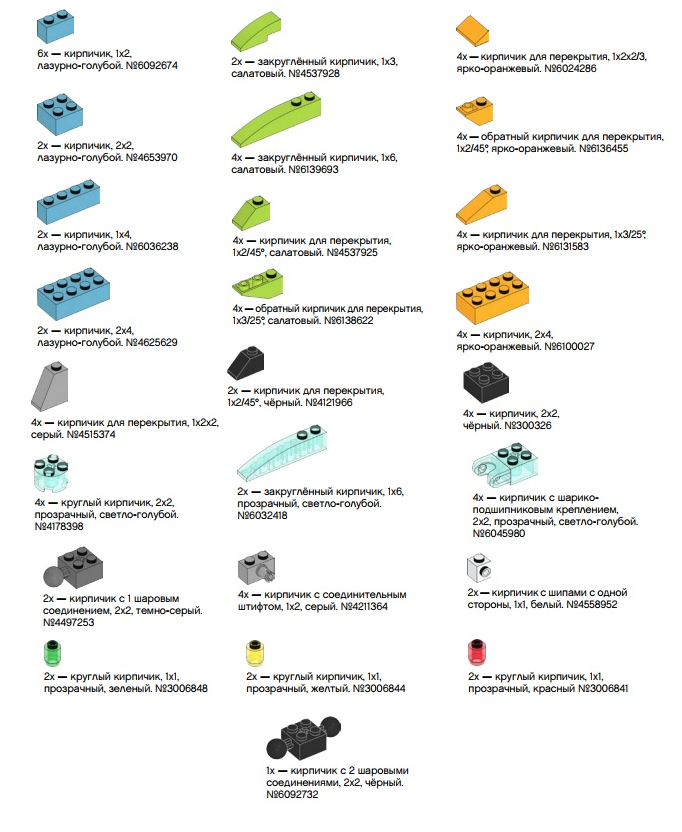 6x — кирпичик, 1x2,
лазурно-голубой. №6092674
2x — закруглённый кирпичик, 1x3,
салатовый. №4537928
4x — кирпичик для перекрытия, 1x2x2/3,
ярко-оранжевый. №6024286
2x — кирпичик, 2x2,
лазурно-голубой. №4653970
4x — закруглённый кирпичик, 1x6,
салатовый. №6139693
4x — обратный кирпичик для перекрытия,
1x2/45°, ярко-оранжевый. №6136455
2x — кирпичик, 1x4,
лазурно-голубой. №6036238
4x — кирпичик для перекрытия,
1x2/45°, салатовый. №4537925
4x — кирпичик для перекрытия, 1x3/25°,
ярко-оранжевый. №6131583
2x — кирпичик, 2x4,
лазурно-голубой. №4625629
4x — обратный кирпичик для перекрытия,
1x3/25°, салатовый. №6138622
4x — кирпичик, 2x4,
ярко-оранжевый. №6100027
4x — кирпичик для перекрытия, 1x2x2,
серый. №4515374
2x — кирпичик для перекрытия,
1x2/45°, чёрный. №4121966
4x — кирпичик, 2x2,
чёрный. №300326
4x — круглый кирпичик, 2x2,
прозрачный, светло-голубой.
№4178398
2x — закруглённый кирпичик, 1x6,
прозрачный, светло-голубой.
№6032418
4x — кирпичик с шарико-
подшипниковым креплением,
2x2, прозрачный, светло-голубой.
№6045980
2x — кирпичик с 1 шаровым
соединением, 2x2, темно-серый.
№4497253
4x — кирпичик с соединительным
штифтом, 1x2, серый. №4211364
2x — кирпичик с шипами с одной
стороны, 1x1, белый. №4558952
2x — круглый кирпичик, 1x1,
прозрачный, зеленый. №3006848
2x — круглый кирпичик, 1x1,
прозрачный, желтый. №3006844
2x — круглый кирпичик, 1x1,
прозрачный, красный №3006841
1x — кирпичик с 2 шаровыми
соединениями, 2x2, чёрный.
№6092732